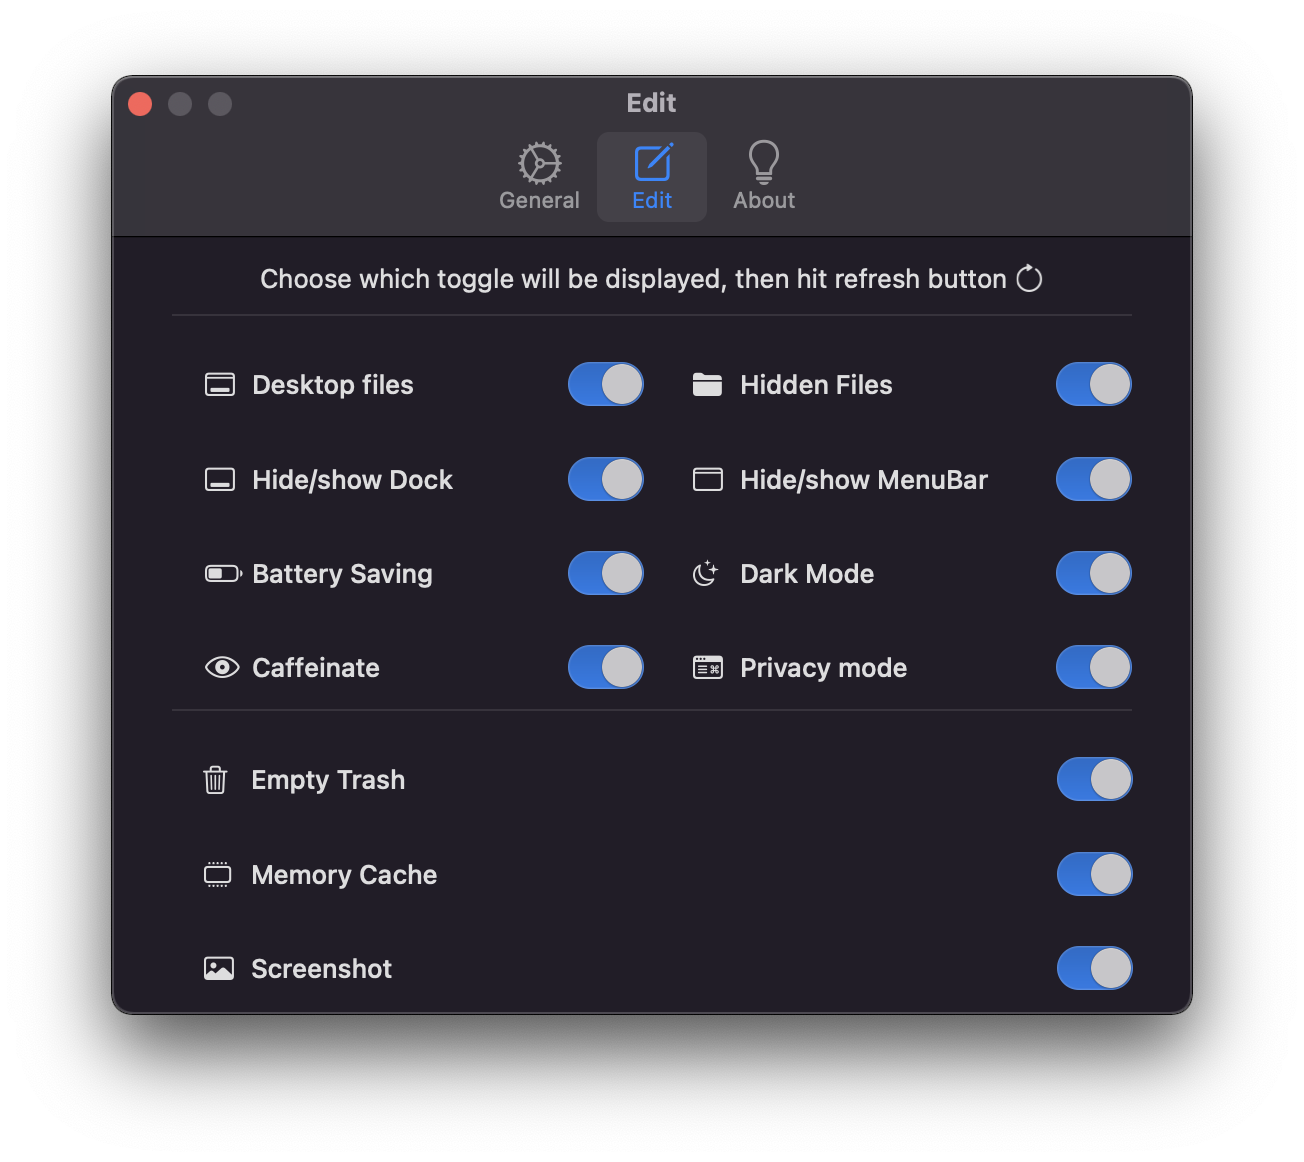 Edit
General
Edit
About
Choose which toggle will be displayed, then hit refresh button
Desktop files
Hidden Files
Hide/show Dock
Hide/show MenuBar
Battery Saving
Dark Mode
Caffeinate
Privacy mode
Empty Trash
Memory Cache
Screenshot